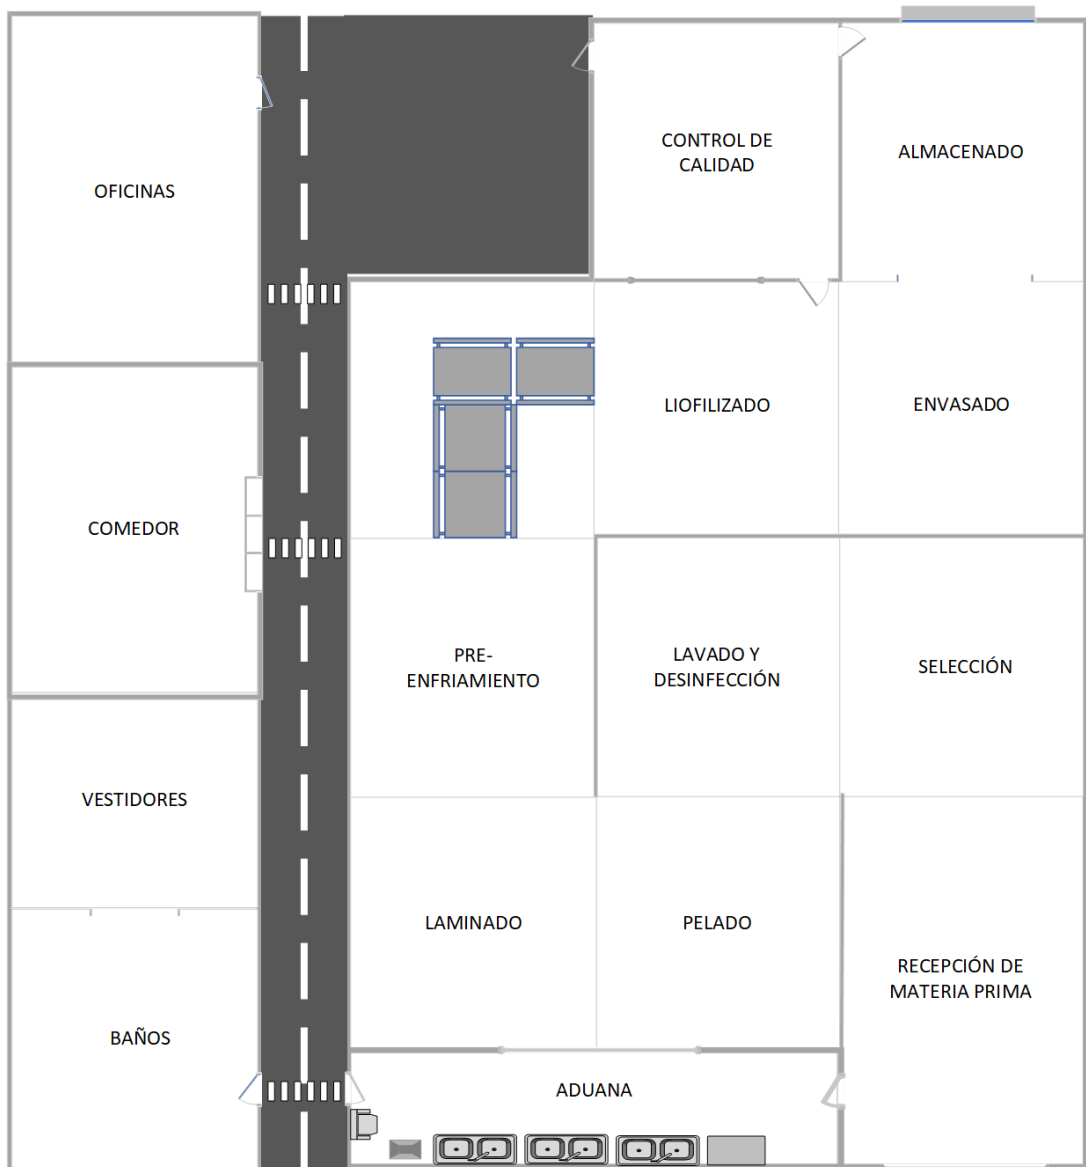 CONTROL DE
CALIDAD
ALMACENADO
OFICINAS
LIOFILIZADO
ENVASADO
COMEDOR
PRE-
ENFRIAMIENTO
LAVADO Y
DESINFECCIÓN
SELECCIÓN
VESTIDORES
LAMINADO
PELADO
RECEPCIÓN DE
MATERIA PRIMA
BAÑOS
ADUANA